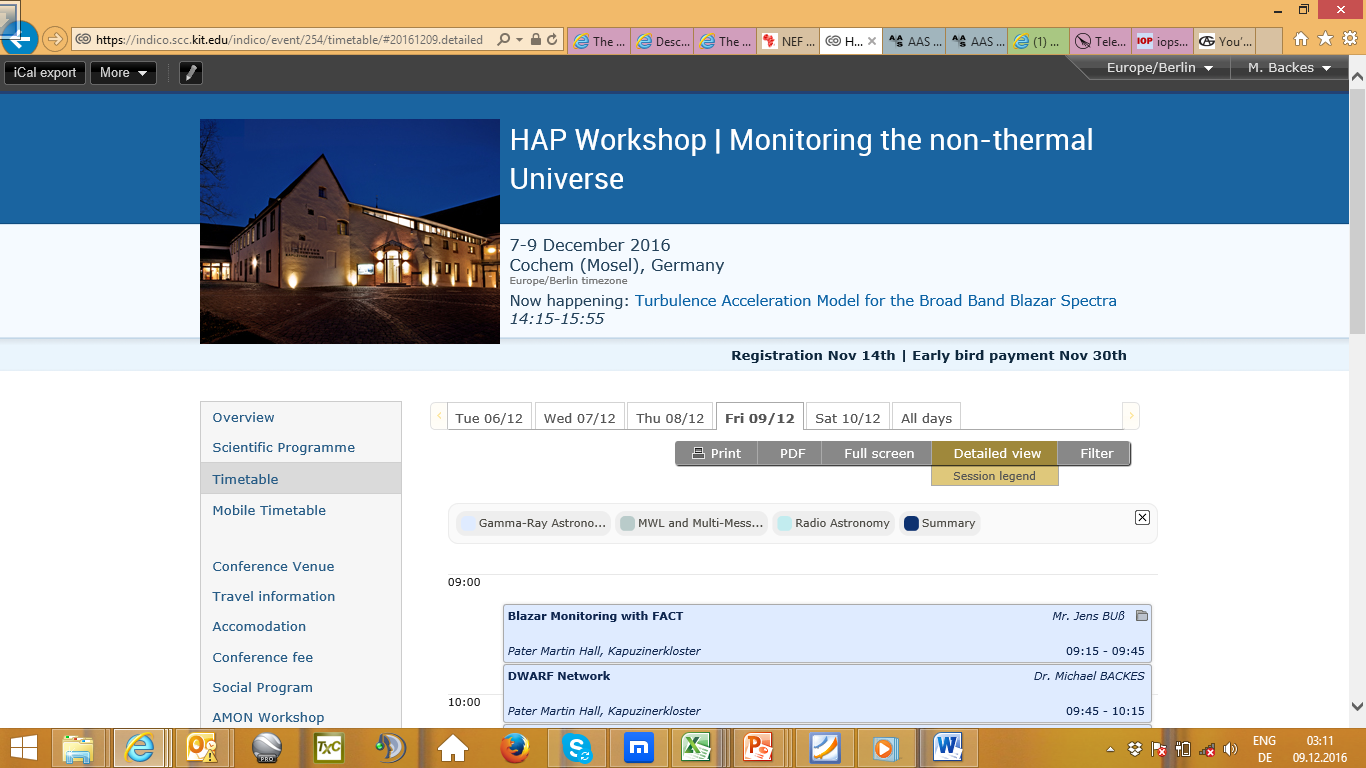 https://indico.scc.kit.edu/indico/event/254/timetable/#20161209.detailed
The ...
Desc...
The ...
NEF ...
H...
AAS ...
AAS ...
(1) ...
Tele...
IOP iops...
You'...
iCal export
More
Europe/Berlin
M. Backes
HAP Workshop | Monitoring the non-thermal
Universe
7-9 December 2016
Cochem (Mosel), Germany
Europe/Berlin timezone
Now happening: Turbulence Acceleration Model for the Broad Band Blazar Spectra
14:15-15:55
Registration Nov 14th | Early bird payment Nov 30th
Overview
Scientific Programme
Timetable
Mobile Timetable
Conference Venue
Travel information
Accomodation
Conference fee
Social Program
AMON Workshop
Tue 06/12
Wed 07/12
Thu 08/12
Fri 09/12
Sat 10/12
All days
Print
PDF
Full screen
Detailed view
Filter
Session legend
Gamma-Ray Astrono...
MWL and Multi-Mess...
Radio Astronomy
Summary
09:00
Blazar Monitoring with FACT
Mr. Jens BUß
Pater Martin Hall, Kapuzinerkloster
09:15 - 09:45
DWARF Network
Dr. Michael BACKES
10:00
Pater Martin Hall, Kapuzinerkloster
09:45 - 10:15
PRO
TXC
ENG
DE
03:11
09.12.2016